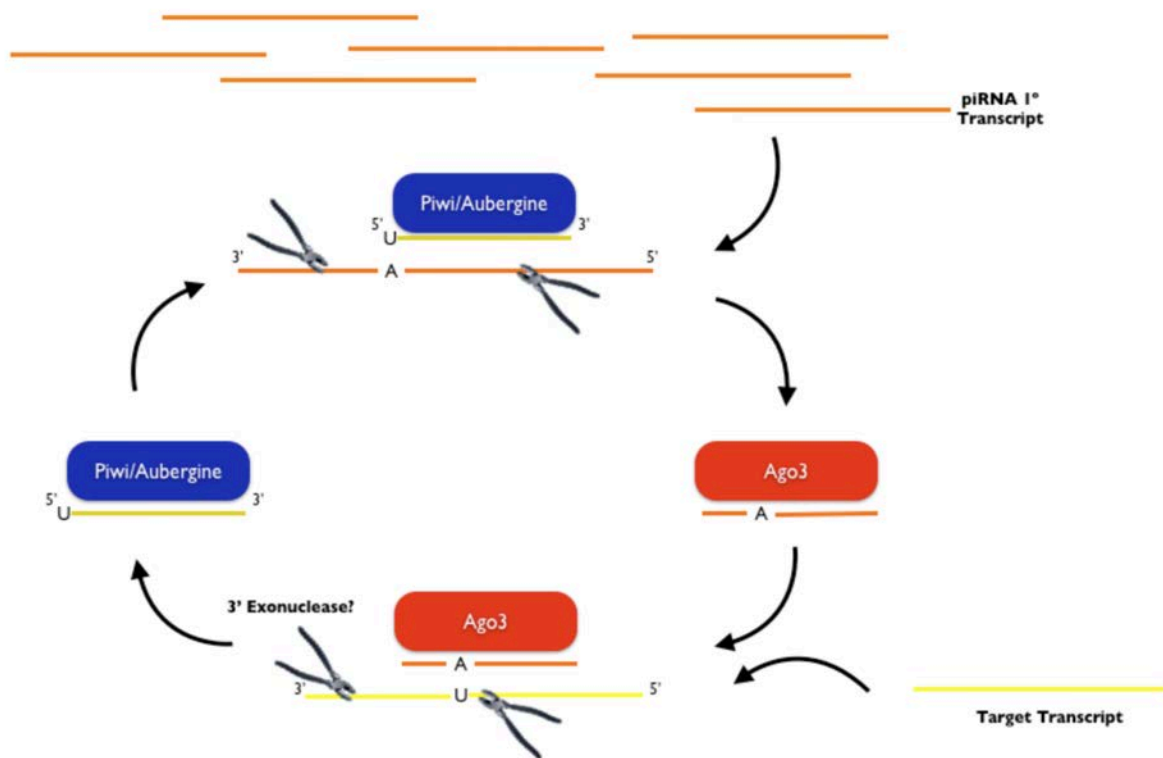 piRNA 1º
Transcript
Piwi/Aubergine
5'
3'
U
3'
5'
A
Piwi/Aubergine
5'
3'
U
Ago3
A
3' Exonuclease?
Ago3
A
3'
5'
U
Target Transcript